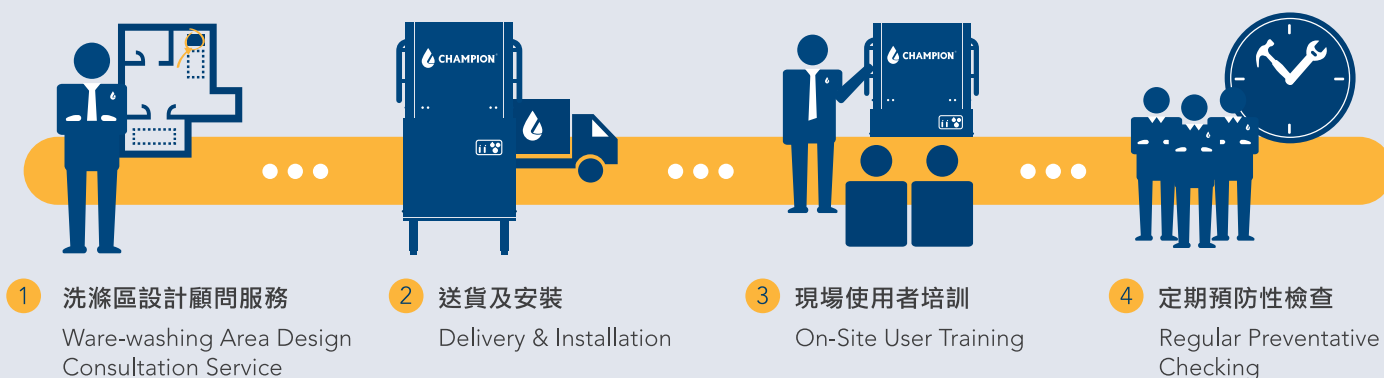 CHAMPION
CHAMPION
1 洗滌區設計顧問服務
Ware-washing Area Design
Consultation Service
2 送貨及安裝
Delivery & Installation
3 現場使用者培訓
On-Site User Training
4 定期預防性檢查
Regular Preventative
Checking